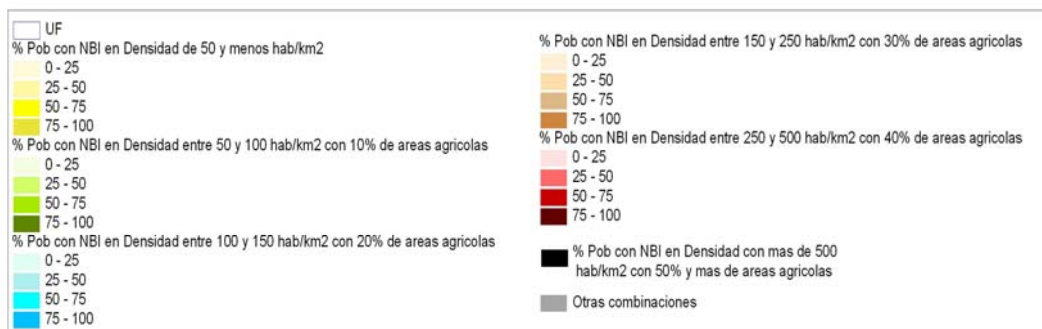 UF
% Pob con NBI en Densidad de 50 y menos hab/km2
0 - 25
25 - 50
50 - 75
75 - 100
% Pob con NBI en Densidad entre 50 y 100 hab/km2 con 10% de areas agricolas
0 - 25
25 - 50
50 - 75
75 - 100
% Pob con NBI en Densidad entre 100 y 150 hab/km2 con 20% de areas agricolas
0 - 25
25 - 50
50 - 75
75 - 100
% Pob con NBI en Densidad entre 150 y 250 hab/km2 con 30% de areas agricolas
0 - 25
25 - 50
50 - 75
75 - 100
% Pob con NBI en Densidad entre 250 y 500 hab/km2 con 40% de areas agricolas
0 - 25
25 - 50
50 - 75
75 - 100
% Pob con NBI en Densidad con mas de 500
hab/km2 con 50% y mas de areas agricolas
Otras combinaciones